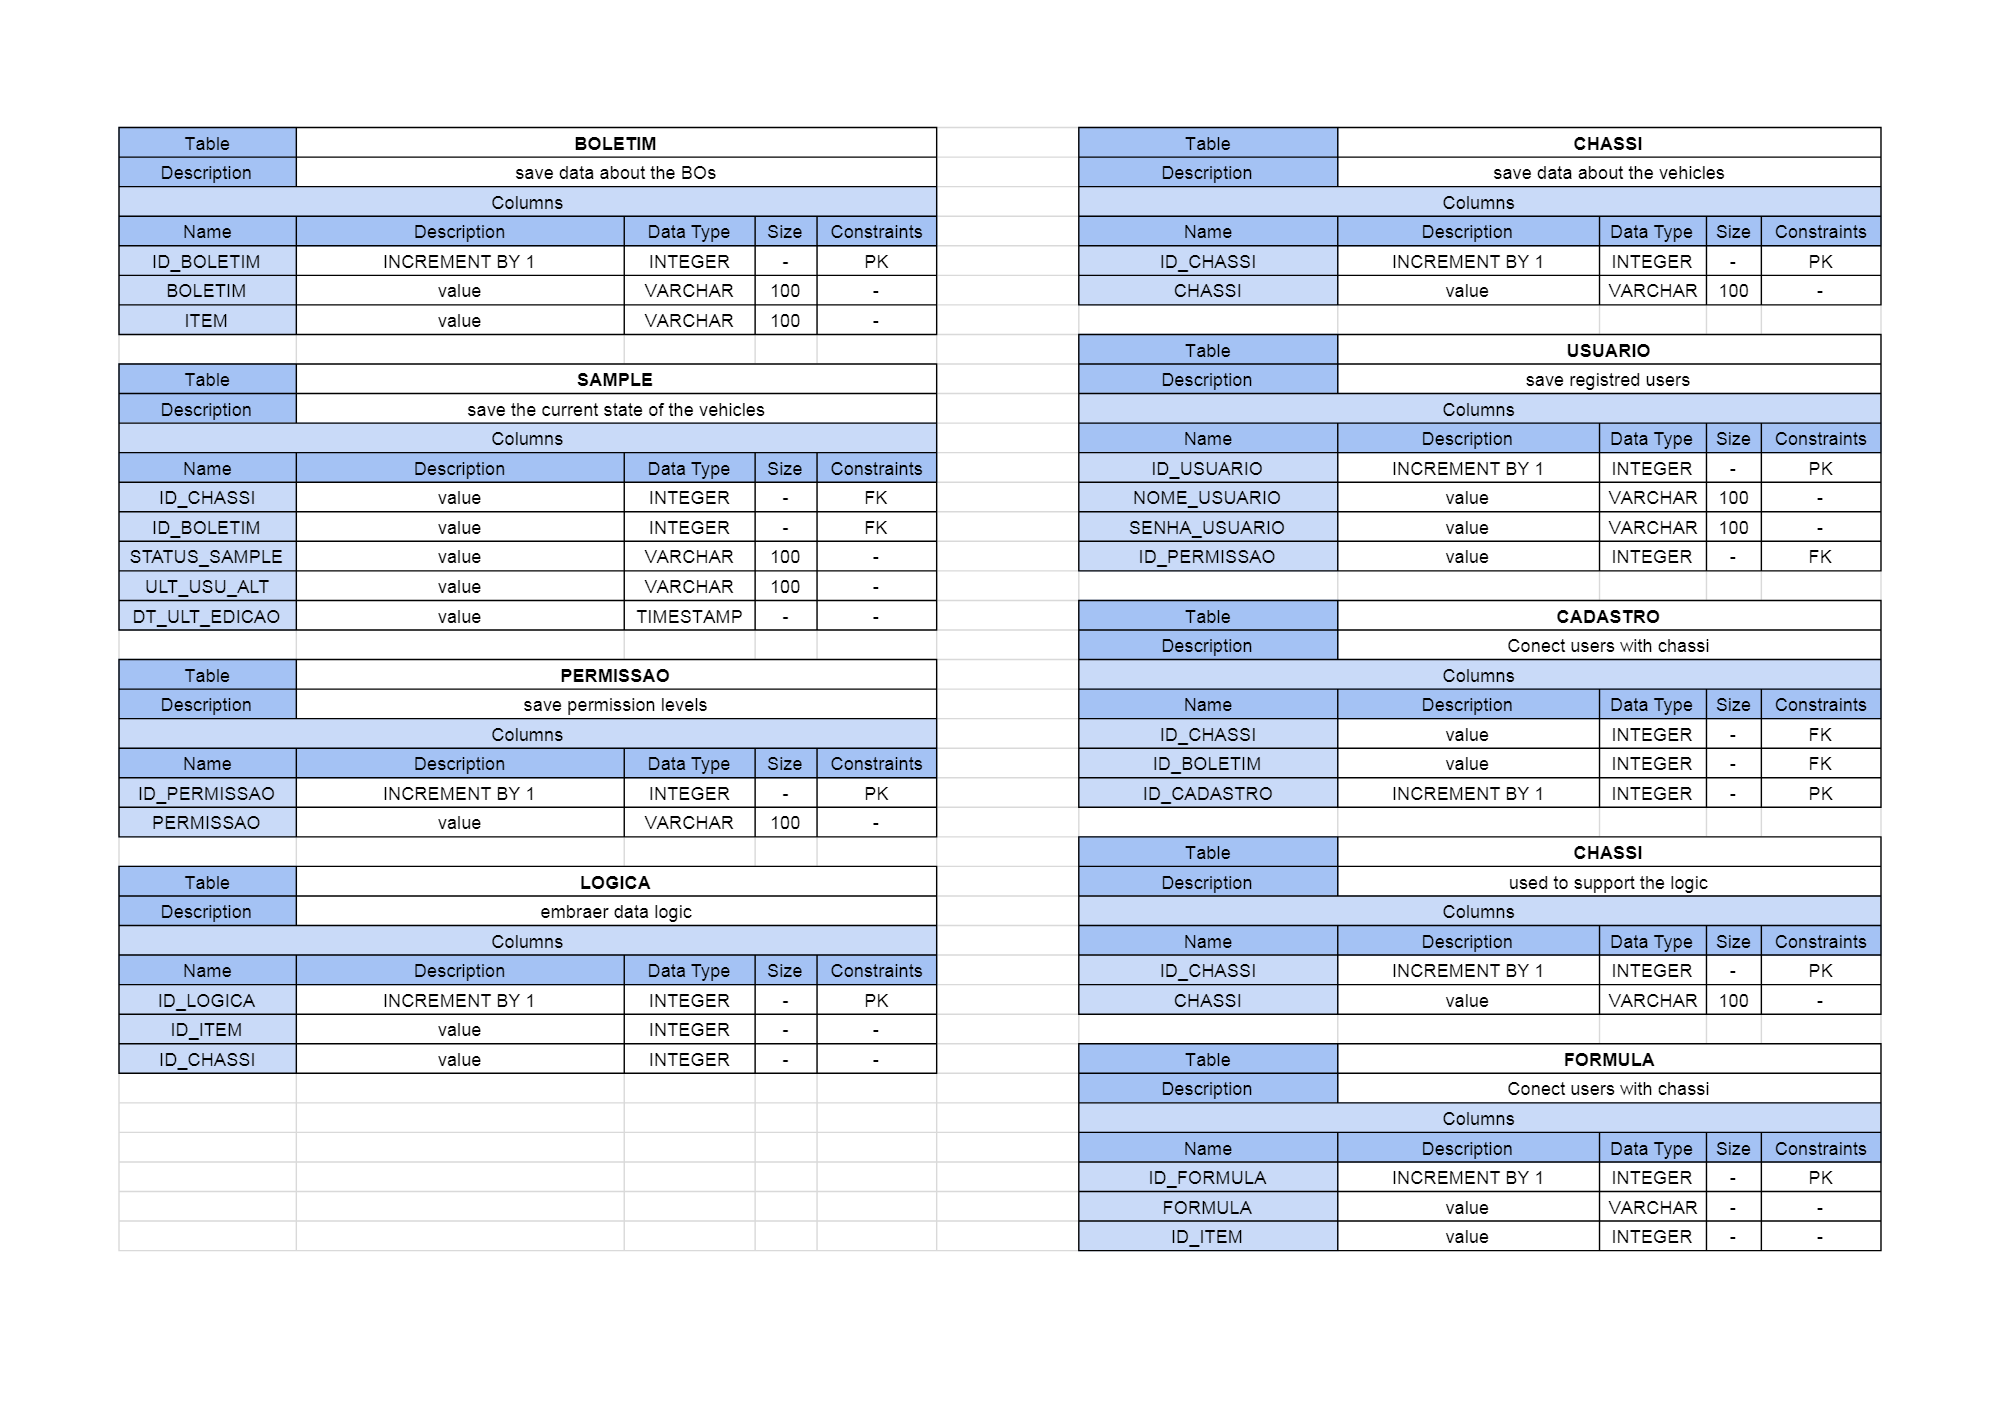 Table BOLETIM
Description save data about the BOs
Columns
Name Description Data Type Size Constraints
ID_BOLETIM INCREMENT BY 1 INTEGER - PK
BOLETIM value VARCHAR 100 -
ITEM value VARCHAR 100 -
Table SAMPLE
Description save the current state of the vehicles
Columns
Name Description Data Type Size Constraints
ID_CHASSI value INTEGER - FK
ID_BOLETIM value INTEGER - FK
STATUS_SAMPLE value VARCHAR 100 -
ULT_USU_ALT value VARCHAR 100 -
DT_ULT_EDICAO value TIMESTAMP - -
Table PERMISSAO
Description save permission levels
Columns
Name Description Data Type Size Constraints
ID_PERMISSAO INCREMENT BY 1 INTEGER - PK
PERMISSAO value VARCHAR 100 -
Table LOGICA
Description embraer data logic
Columns
Name Description Data Type Size Constraints
ID_LOGICA INCREMENT BY 1 INTEGER - PK
ID_ITEM value INTEGER - -
ID_CHASSI value INTEGER - -
Table CHASSI
Description save data about the vehicles
Columns
Name Description Data Type Size Constraints
ID_CHASSI INCREMENT BY 1 INTEGER - PK
CHASSI value VARCHAR 100 -
Table USUARIO
Description save registred users
Columns
Name Description Data Type Size Constraints
ID_USUARIO INCREMENT BY 1 INTEGER - PK
NOME_USUARIO value VARCHAR 100 -
SENHA_USUARIO value VARCHAR 100 -
ID_PERMISSAO value INTEGER - FK
Table CADASTRO
Description Conect users with chassi
Columns
Name Description Data Type Size Constraints
ID_CHASSI value INTEGER - FK
ID_BOLETIM value INTEGER - FK
ID_CADASTRO INCREMENT BY 1 INTEGER - PK
Table CHASSI
Description used to support the logic
Columns
Name Description Data Type Size Constraints
ID_CHASSI INCREMENT BY 1 INTEGER - PK
CHASSI value VARCHAR 100 -
Table FORMULA
Description Conect users with chassi
Columns
Name Description Data Type Size Constraints
ID_FORMULA INCREMENT BY 1 INTEGER - PK
FORMULA value VARCHAR - -
ID_ITEM value INTEGER - -